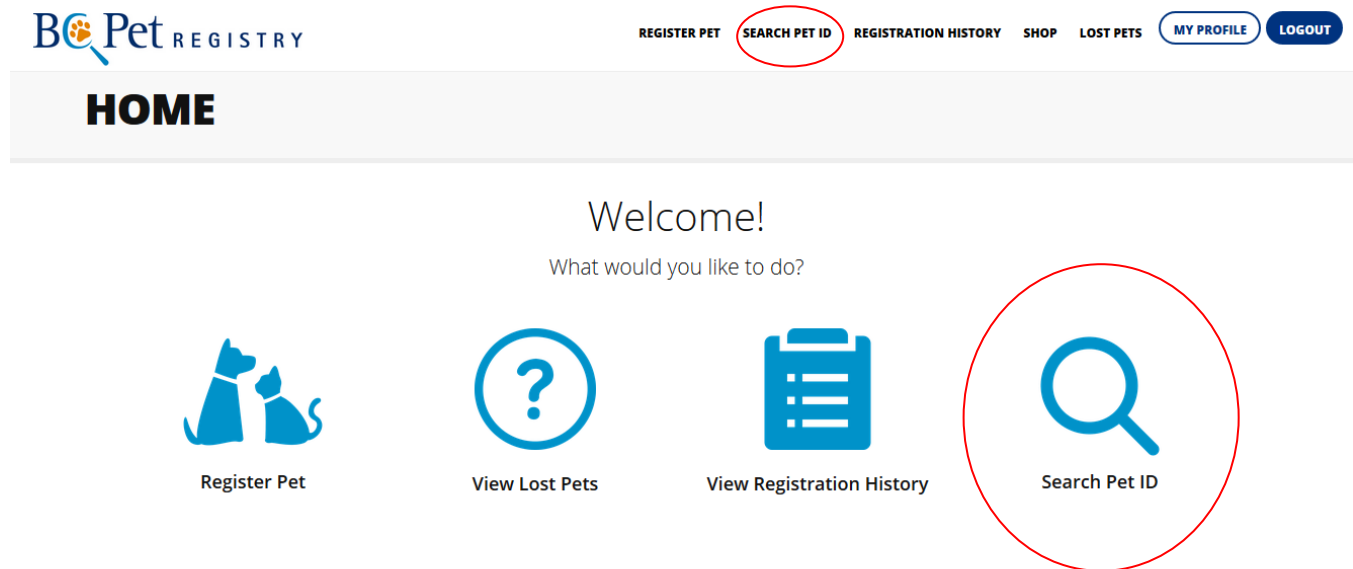 BC Pet REGISTRY
REGISTER PET SEARCH PET ID REGISTRATION HISTORY SHOP LOST PETS MY PROFILE LOGOUT
HOME
Welcome!
What would you like to do?
?
Register Pet View Lost Pets View Registration History Search Pet ID